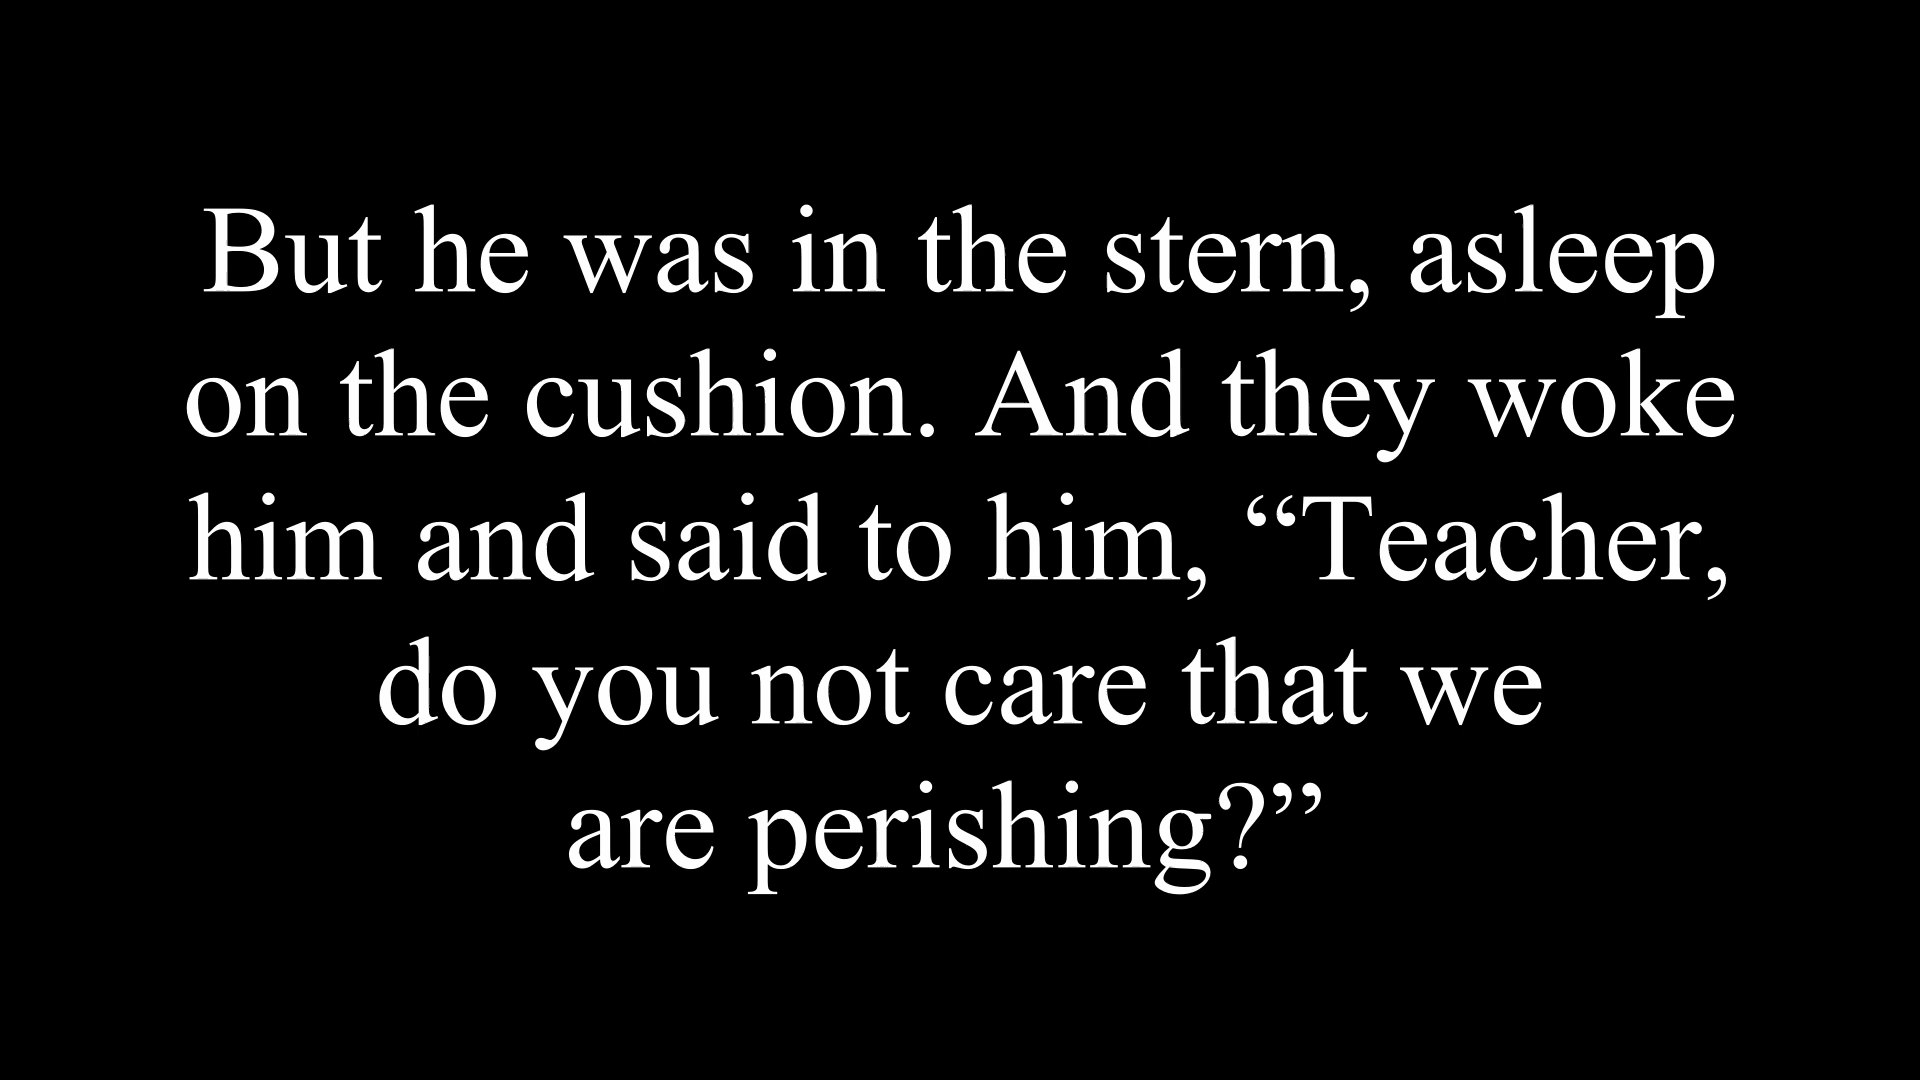 But he was in the stern, asleep
on the cushion. And they woke
him and said to him, “Teacher,
do you not care that we
are perishing?”